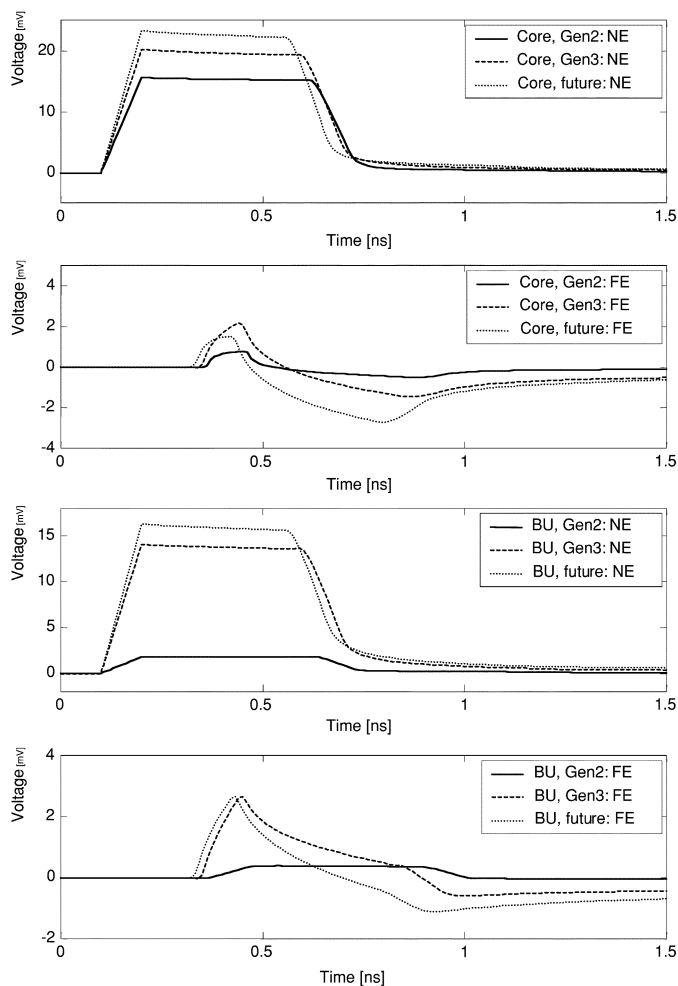 Voltage [mV]
20
10
0
Core, Gen2: NE
Core, Gen3: NE
Core, future: NE
0 0.5 1 1.5
Time [ns]
Voltage [mV]
4
2
0
-2
-4
Core, Gen2: FE
Core, Gen3: FE
Core, future: FE
0 0.5 1 1.5
Time [ns]
Voltage [mV]
15
10
5
0
BU, Gen2: NE
BU, Gen3: NE
BU, future: NE
0 0.5 1 1.5
Time [ns]
Voltage [mV]
4
2
0
-2
BU, Gen2: FE
BU, Gen3: FE
BU, future: FE
0 0.5 1 1.5
Time [ns]